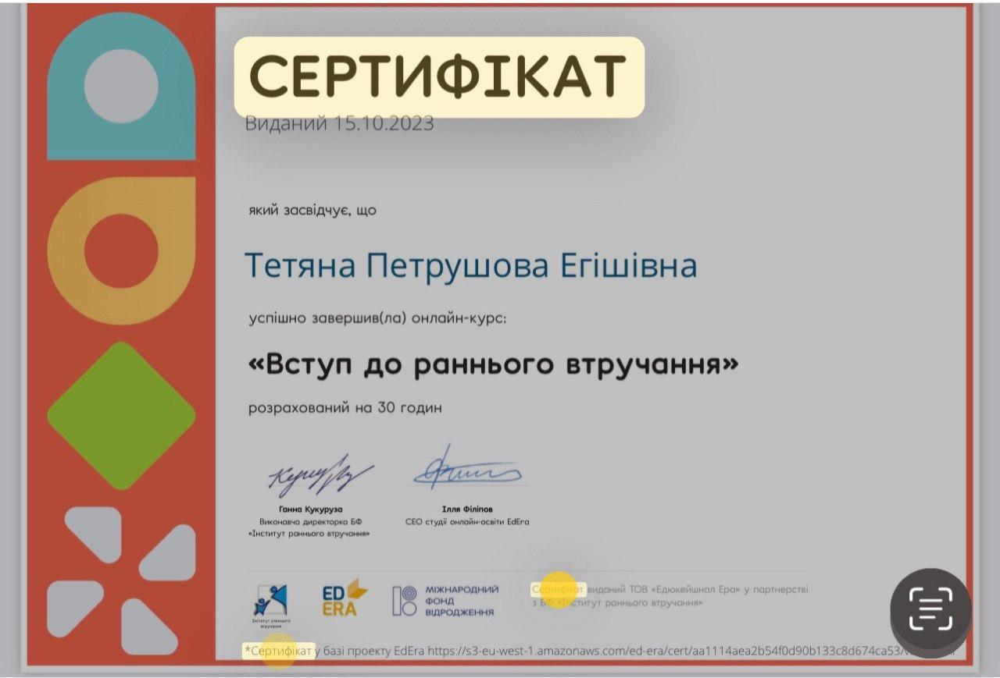 СЕРТИФІКАТ
Виданий 15.10.2023
який засвідчує, що
Тетяна Петрушова Егішівна
успішно завершив(ла) онлайн-курс:
«Вступ до раннього втручання»
розрахований на 30 годин
Ганна Кукуруза
Виконавча директорка БФ
«Інститут раннього втручання»
Ілля Філіпов
СЕО студії онлайн-освіти EdEra
Інститут раннього
втручання
ED
ERA
МІЖНАРОДНИЙ
ФОНД
ВІДРОДЖЕННЯ
Сертифікат виданий ТОВ «Едюкейшнал Ера» у партнерстві
з БФ «Інститут раннього втручання»
*Сертифікат у базі проекту EdEra https://s3-eu-west-1.amazonaws.com/ed-era/cert/aa1114aea2b54f0d90b133c8d674ca53/